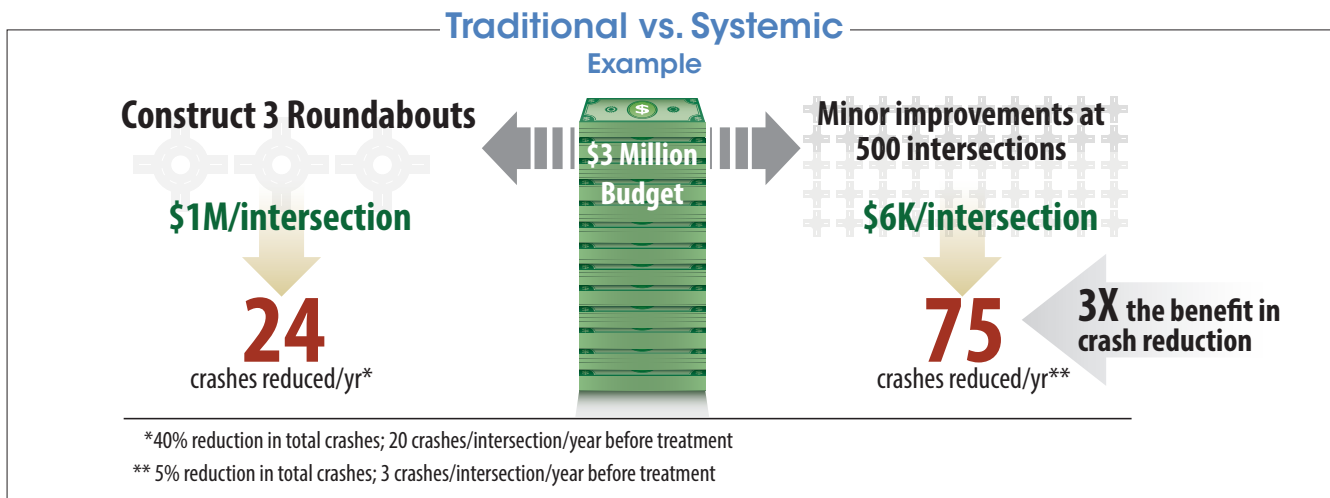 Traditional vs. Systemic
Example
Construct 3 Roundabouts
$1M/intersection
24
crashes reduced/yr*
$
$3 Million
Budget
Minor improvements at
500 intersections
$6K/intersection
75
crashes reduced/yr**
3X the benefit in
crash reduction
*40% reduction in total crashes; 20 crashes/intersection/year before treatment
** 5% reduction in total crashes; 3 crashes/intersection/year before treatment